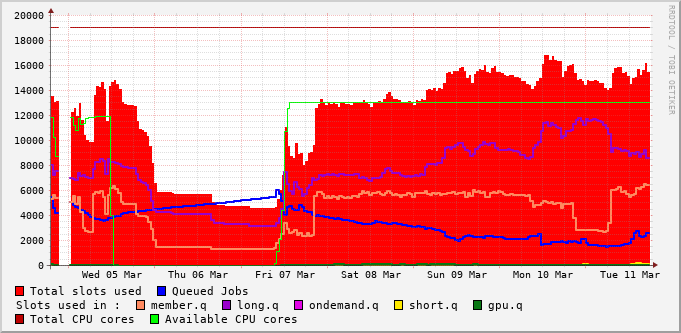 20000
18000
16000
14000
12000
10000
8000
6000
4000
2000
0
Wed 05 Mar Thu 06 Mar Fri 07 Mar Sat 08 Mar Sun 09 Mar Mon 10 Mar Tue 11 Mar
RRDTOOL / TOBI OETIKER
Total slots used Queued Jobs
Slots used in : member.q long.q ondemand.q short.q gpu.q
Total CPU cores Available CPU cores